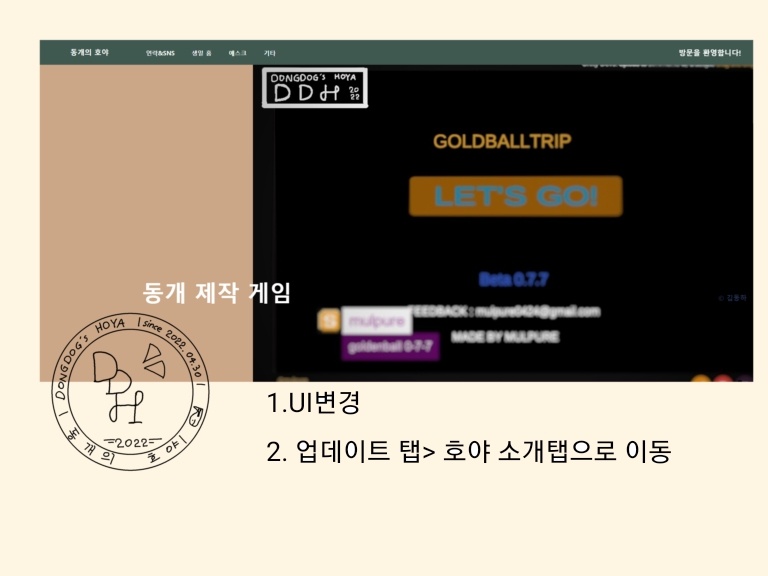 동개의 호야 연락&SNS 생일 폼 에스크 기타 방문을 환영합니다!
DONGDOG's HOYA
DDH 2022
GOLDBALLTRIP
LET'S GO!
Beta 0.7.7
동개 제작 게임
FEEDBACK : mulpure0424@gmail.com
S mulpure
MADE BY MULPURE
goldenball 0-7-7
DONGDOG's HOYA | since 2022.04.30 |
DDH
=2022=
동개의 호야
1.UI변경
2. 업데이트 탭> 호야 소개탭으로 이동